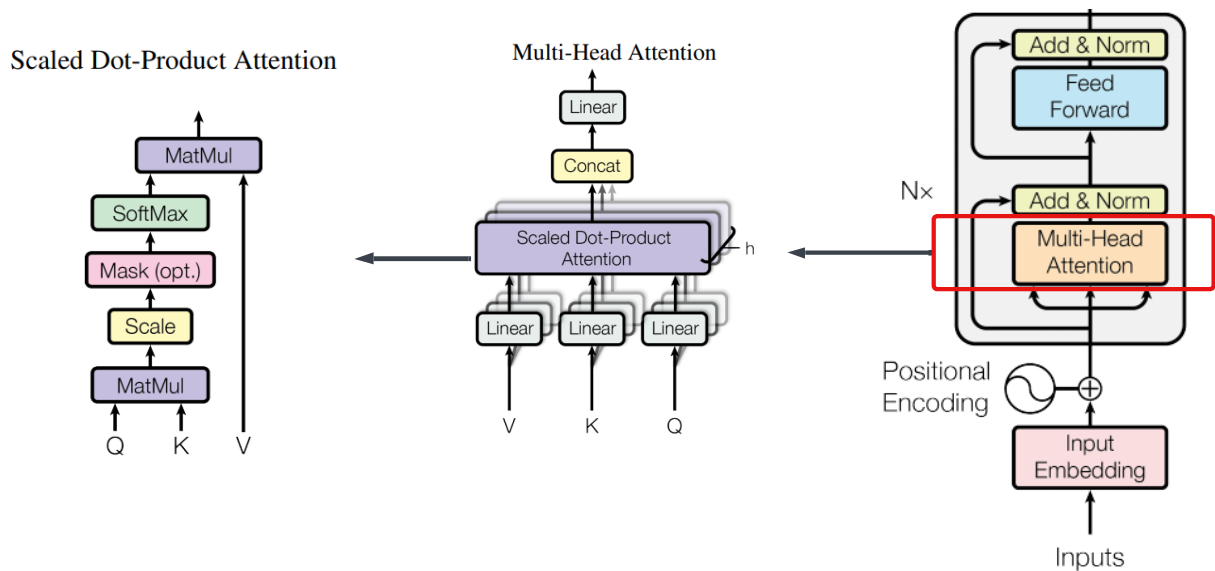 Scaled Dot-Product Attention
MatMul
SoftMax
Mask (opt.)
Scale
MatMul
Q K V
Multi-Head Attention
Linear
Concat
Scaled Dot-Product
Attention
h
Linear Linear Linear
V K Q
Add & Norm
Feed
Forward
N×
Add & Norm
Multi-Head
Attention
Positional
Encoding
Input
Embedding
Inputs